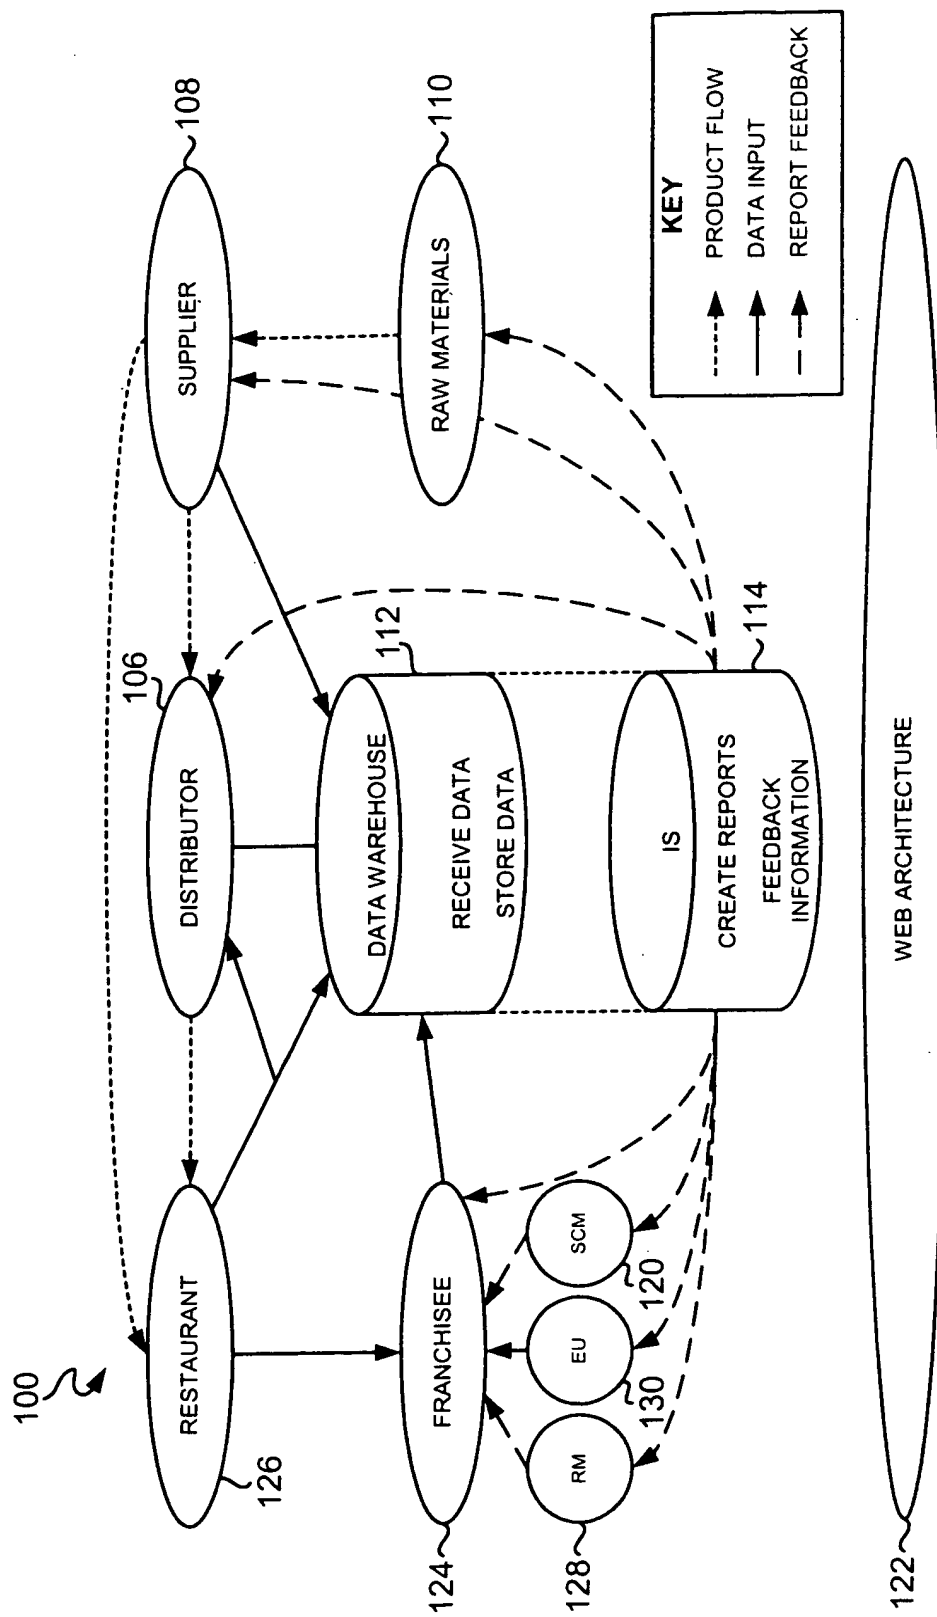 100
RESTAURANT
126
106
DISTRIBUTOR
SUPPLIER
108
124
FRANCHISEE
DATA WAREHOUSE
RECEIVE DATA
STORE DATA
112
RAW MATERIALS
110
128
RM
EU
130
SCM
120
IS
CREATE REPORTS
FEEDBACK
INFORMATION
114
KEY
PRODUCT FLOW
DATA INPUT
REPORT FEEDBACK
122
WEB ARCHITECTURE